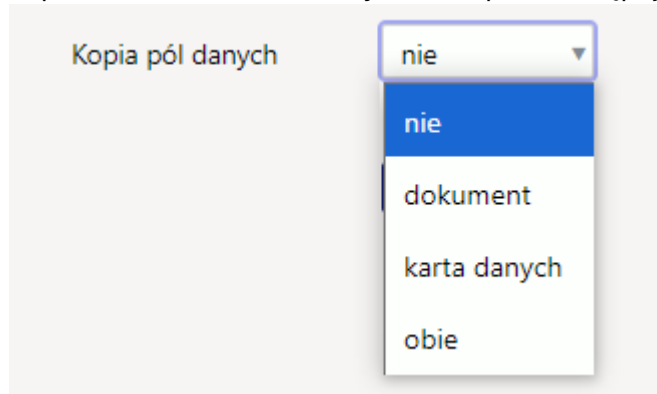 Kopia pól danych nie
nie
dokument
karta danych
obie